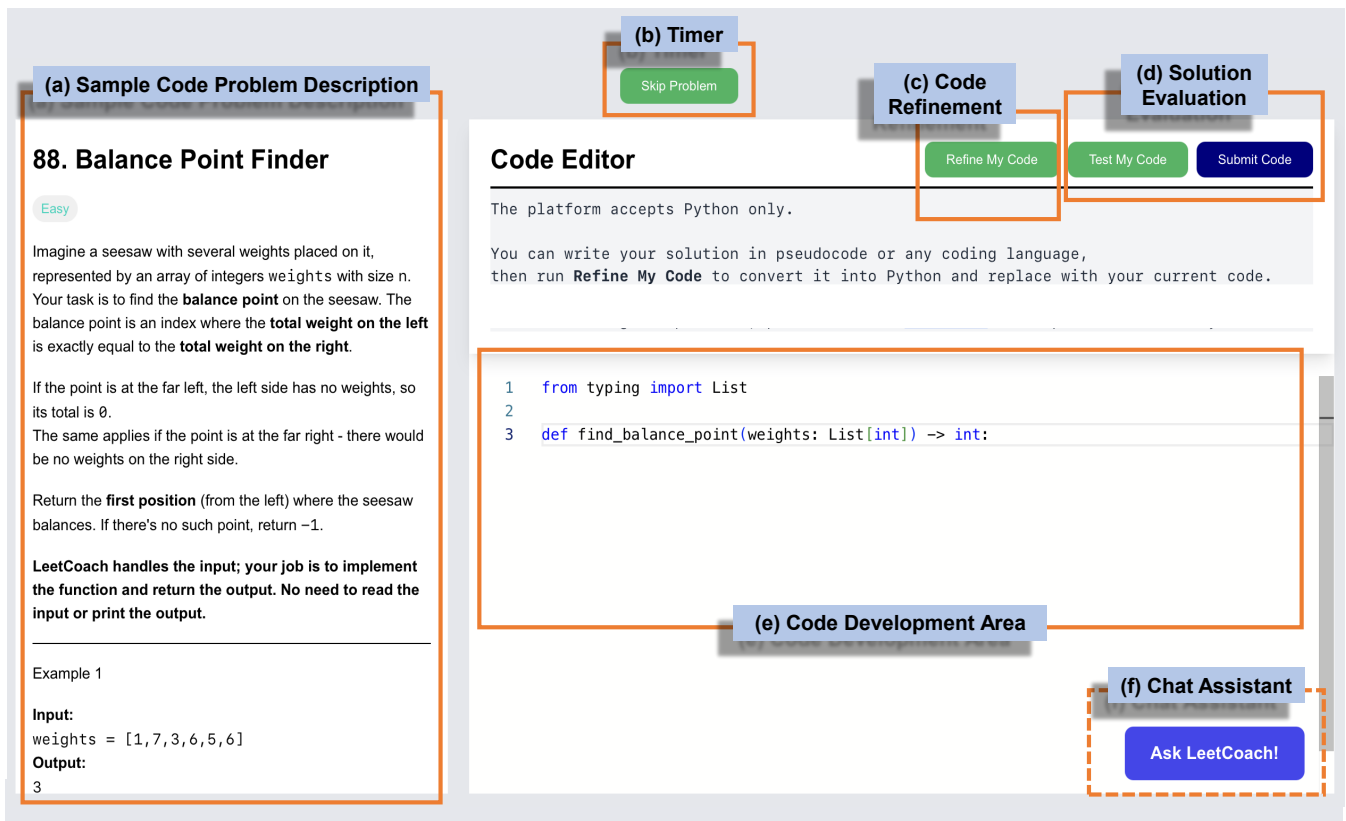 (b) Timer
Skip Problem
(a) Sample Code Problem Description
88. Balance Point Finder
Easy
Imagine a seesaw with several weights placed on it,
represented by an array of integers weights with size n.
Your task is to find the balance point on the seesaw. The
balance point is an index where the total weight on the left
is exactly equal to the total weight on the right.
If the point is at the far left, the left side has no weights, so
its total is 0.
The same applies if the point is at the far right - there would
be no weights on the right side.
Return the first position (from the left) where the seesaw
balances. If there's no such point, return -1.
LeetCoach handles the input; your job is to implement
the function and return the output. No need to read the
input or print the output.
Example 1
Input:
weights = [1,7,3,6,5,6]
Output:
3
(c) Code
Refinement
(d) Solution
Evaluation
Code Editor
Refine My Code
Test My Code
Submit Code
The platform accepts Python only.
You can write your solution in pseudocode or any coding language,
then run Refine My Code to convert it into Python and replace with your current code.
1 from typing import List
2
3 def find_balance_point(weights: List[int]) -> int:
(e) Code Development Area
(f) Chat Assistant
Ask LeetCoach!